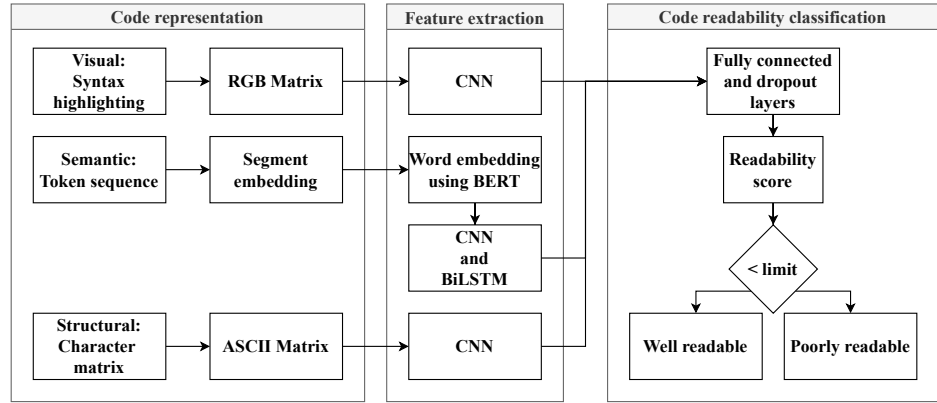 Code representation
Feature extraction
Code readability classification
Visual:
Syntax
highlighting
RGB Matrix
CNN
Fully connected
and dropout
layers
Semantic:
Token sequence
Segment
embedding
Word embedding
using BERT
Readability
score
CNN
and
BiLSTM
< limit
Structural:
Character
matrix
ASCII Matrix
CNN
Well readable
Poorly readable